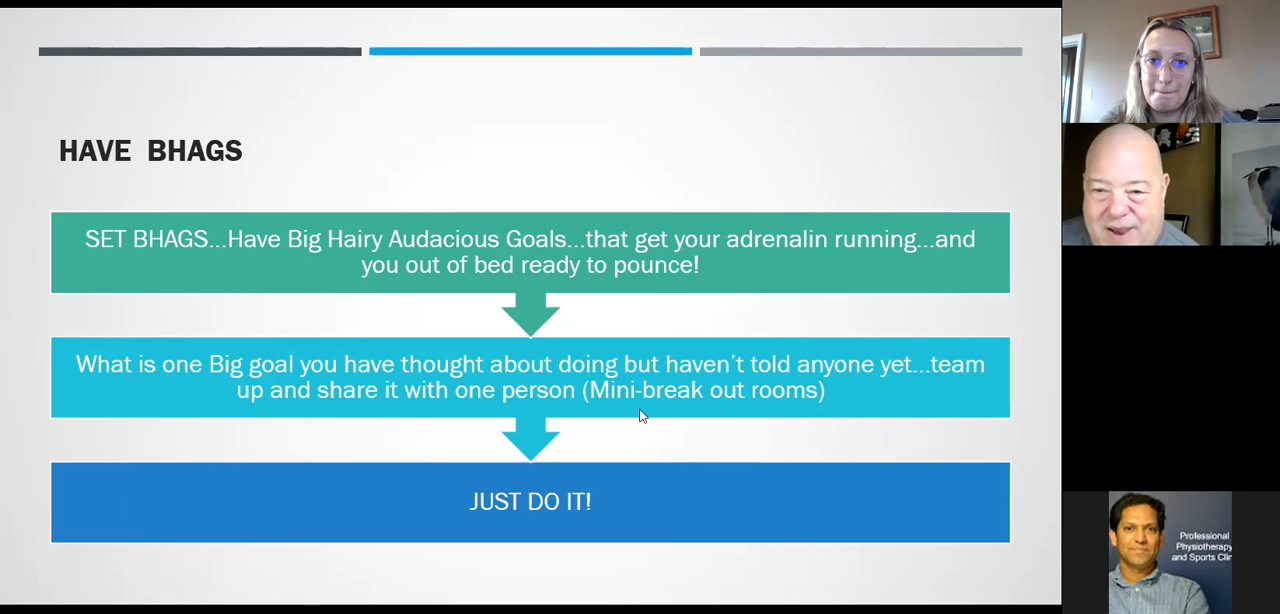 HAVE BHAGS
SET BHAGS...Have Big Hairy Audacious Goals...that get your adrenalin running...and
you out of bed ready to pounce!
What is one Big goal you have thought about doing but haven't told anyone yet...team
up and share it with one person (Mini-break out rooms)
JUST DO IT!
Professional
Physiotherapy
and Sports Clin